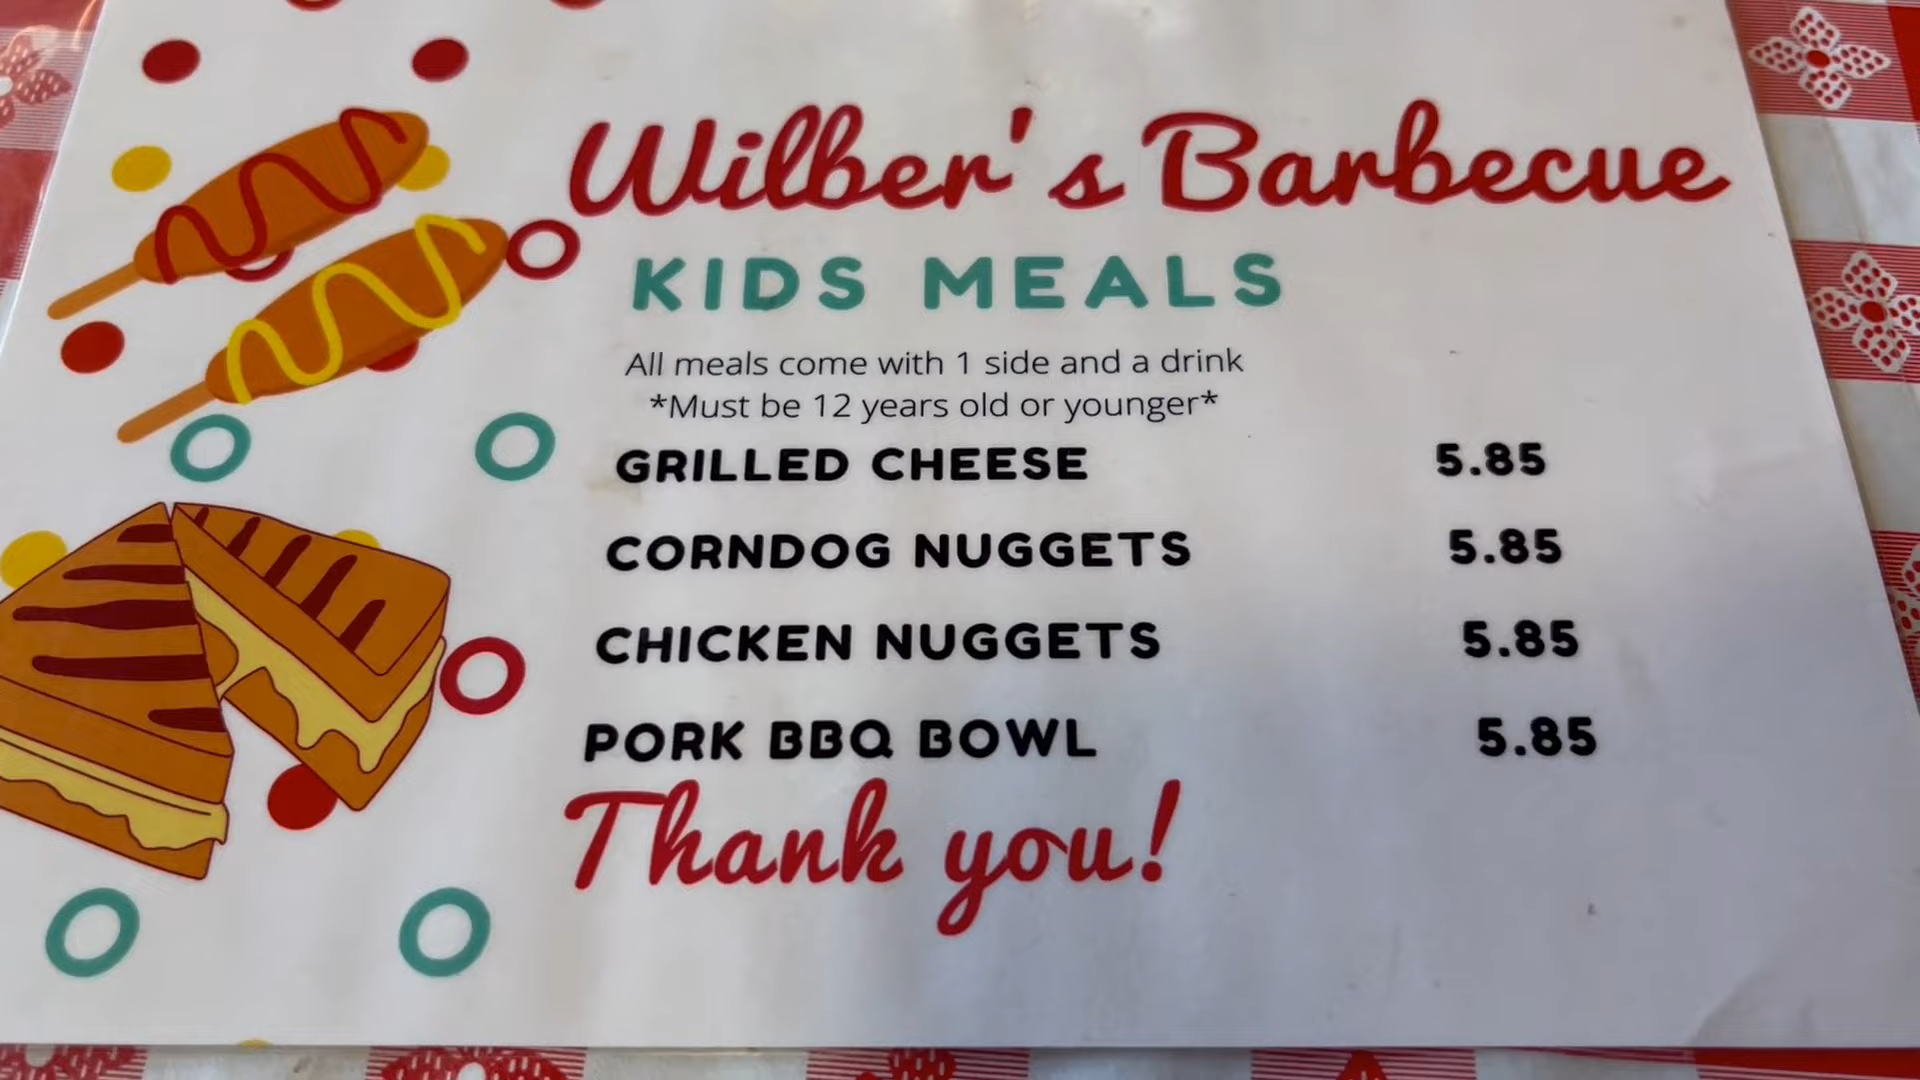 Wilber's Barbecue
KIDS MEALS
All meals come with 1 side and a drink
*Must be 12 years old or younger*
GRILLED CHEESE 5.85
CORNDOG NUGGETS 5.85
CHICKEN NUGGETS 5.85
PORK BBQ BOWL 5.85
Thank you!